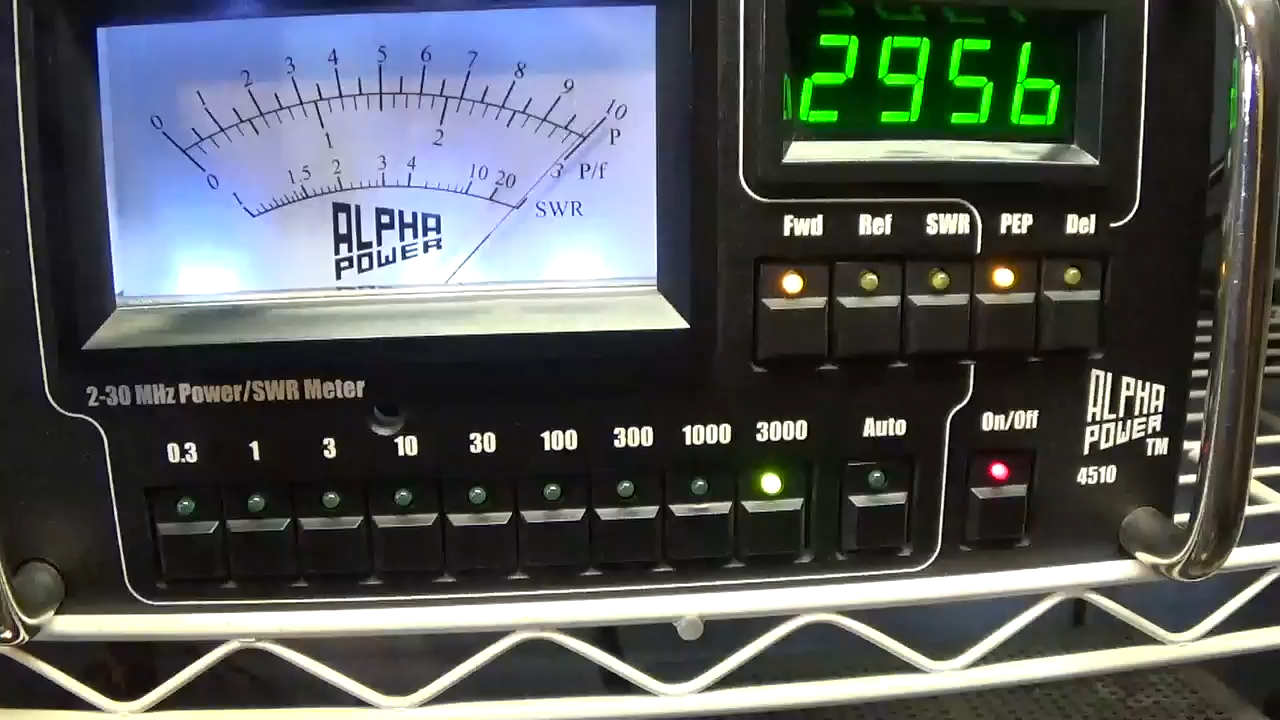 0 1 2 3 4 5 6 7 8 9 10
P
0 1 2 3 P/f
1 1.5 2 3 4 10 20
SWR
ALPHA
POWER
2956
Fwd Ref SWR PEP Del
2-30 MHz Power/SWR Meter
0.3 1 3 10 30 100 300 1000 3000 Auto On/Off
ALPHA
POWER
TM
4510